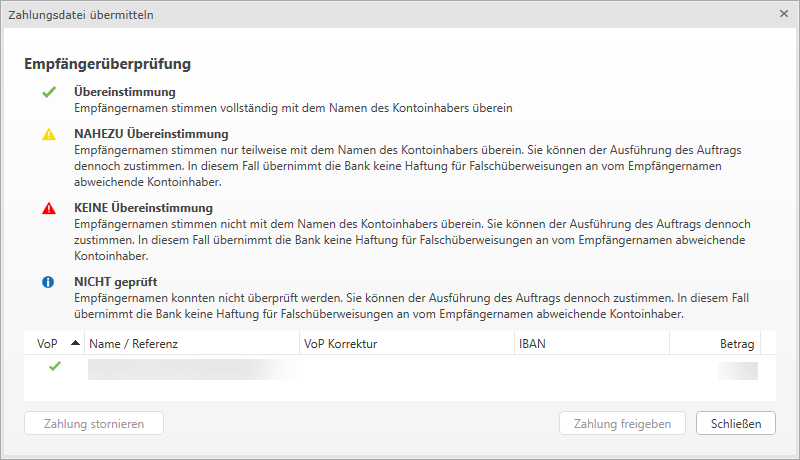 Zahlungsdatei übermitteln
Empfängerüberprüfung
Übereinstimmung
Empfängernamen stimmen vollständig mit dem Namen des Kontoinhabers überein
NAHEZU Übereinstimmung
Empfängernamen stimmen nur teilweise mit dem Namen des Kontoinhabers überein. Sie können der Ausführung des Auftrags
dennoch zustimmen. In diesem Fall übernimmt die Bank keine Haftung für Falschüberweisungen an vom Empfängernamen
abweichende Kontoinhaber.
KEINE Übereinstimmung
Empfängernamen stimmen nicht mit dem Namen des Kontoinhabers überein. Sie können der Ausführung des Auftrags dennoch
zustimmen. In diesem Fall übernimmt die Bank keine Haftung für Falschüberweisungen an vom Empfängernamen abweichende
Kontoinhaber.
NICHT geprüft
Empfängernamen konnten nicht überprüft werden. Sie können der Ausführung des Auftrags dennoch zustimmen. In diesem Fall
übernimmt die Bank keine Haftung für Falschüberweisungen an vom Empfängernamen abweichende Kontoinhaber.
VoP Name / Referenz VoP Korrektur IBAN Betrag
Zahlung stornieren Zahlung freigeben Schließen